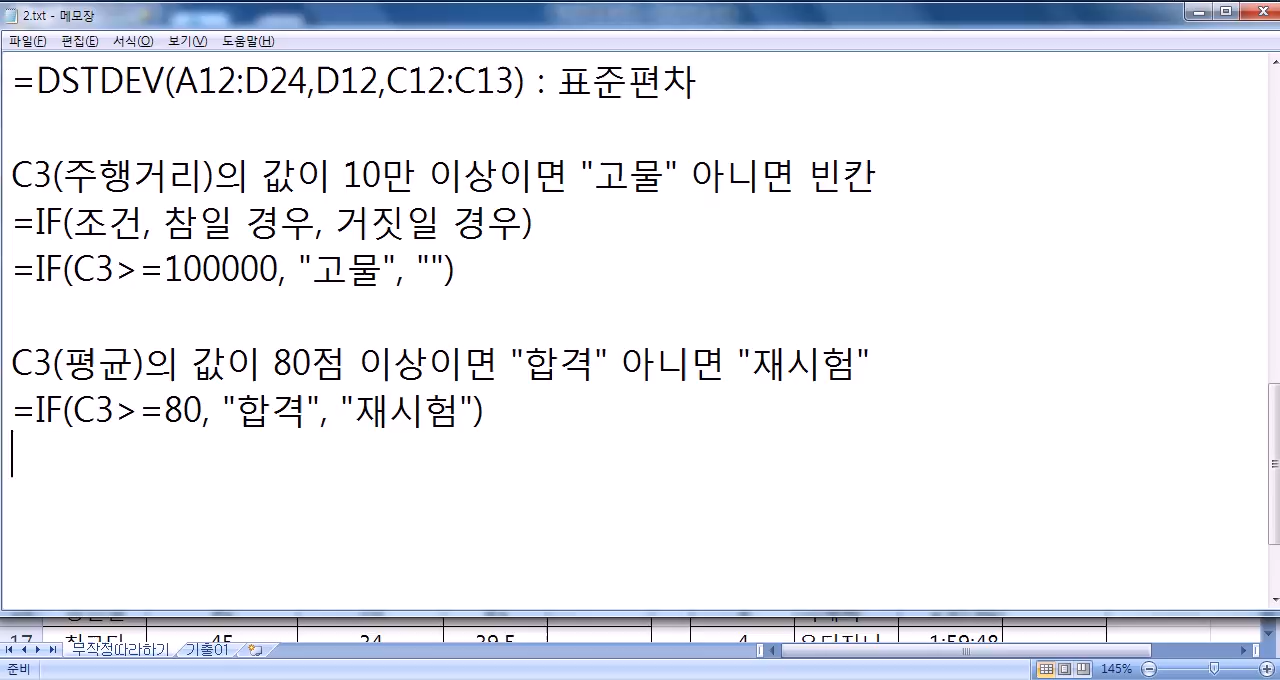 2.txt - 메모장
파일(F) 편집(E) 서식(O) 보기(V) 도움말(H)
=DSTDEV(A12:D24,D12,C12:C13) : 표준편차
C3(주행거리)의 값이 10만 이상이면 "고물" 아니면 빈칸
=IF(조건, 참일 경우, 거짓일 경우)
=IF(C3>=100000, "고물", "")
C3(평균)의 값이 80점 이상이면 "합격" 아니면 "재시험"
=IF(C3>=80, "합격", "재시험")
17 45 24 39.5 4 1:59:48
무작정따라하기 기출01
준비 145%